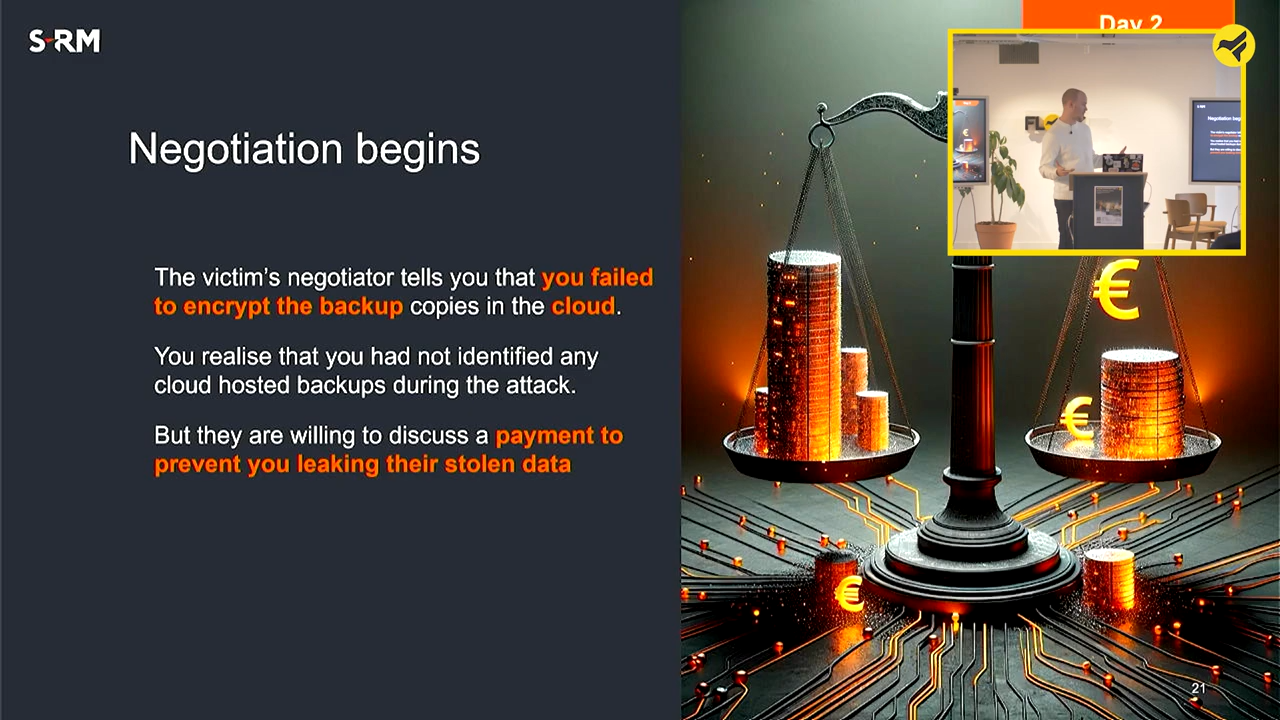 S-RM
Day 2
Negotiation begins
The victim's negotiator tells you that you failed
to encrypt the backup copies in the cloud.
You realise that you had not identified any
cloud hosted backups during the attack.
But they are willing to discuss a payment to
prevent you leaking their stolen data
€
€
€
21